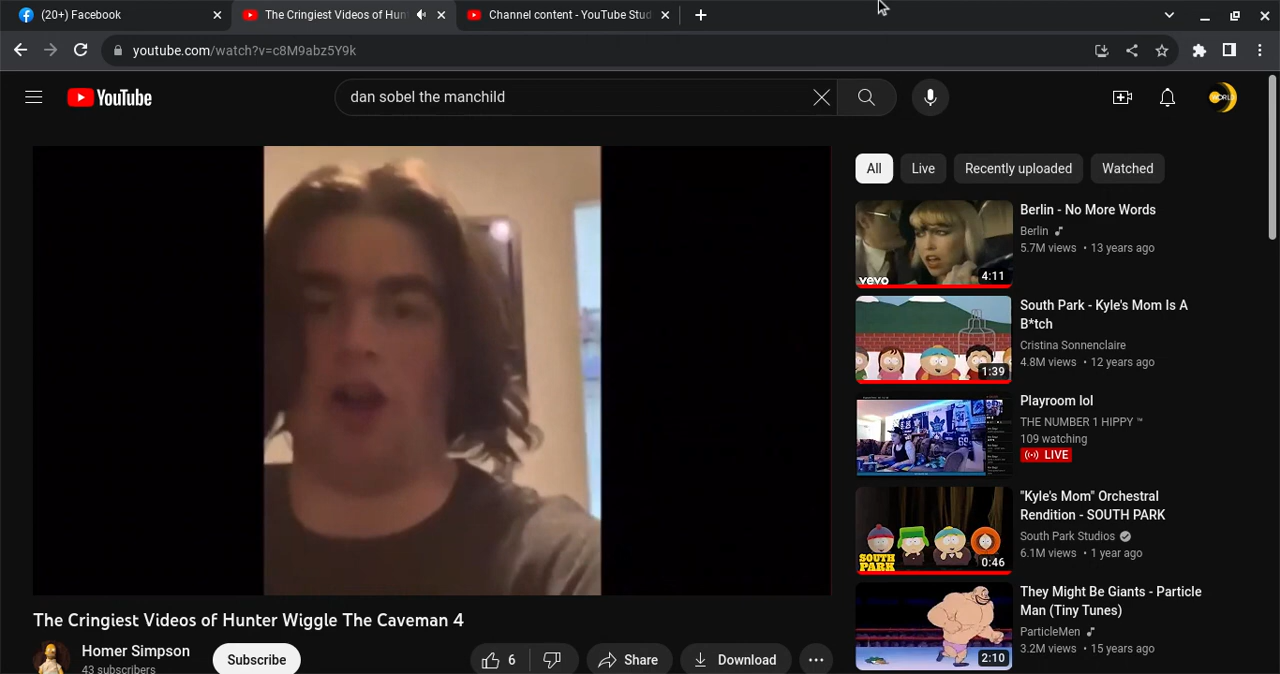 (20+) Facebook
The Cringiest Videos of Hun
Channel content - YouTube Stud
youtube.com/watch?v=c8M9abz5Y9k
YouTube
dan sobel the manchild
WORLD
All
Live
Recently uploaded
Watched
Berlin - No More Words
Berlin
5.7M views • 13 years ago
vevo
4:11
South Park - Kyle's Mom Is A
B*tch
Cristina Sonnenclaire
4.8M views • 12 years ago
1:39
Playroom lol
THE NUMBER 1 HIPPY ™
109 watching
LIVE
"Kyle's Mom" Orchestral
Rendition - SOUTH PARK
South Park Studios
6.1M views • 1 year ago
SOUTH
PARK
0:46
They Might Be Giants - Particle
Man (Tiny Tunes)
ParticleMen
3.2M views • 15 years ago
2:10
The Cringiest Videos of Hunter Wiggle The Caveman 4
Homer Simpson
43 subscribers
Subscribe
6
Share
Download